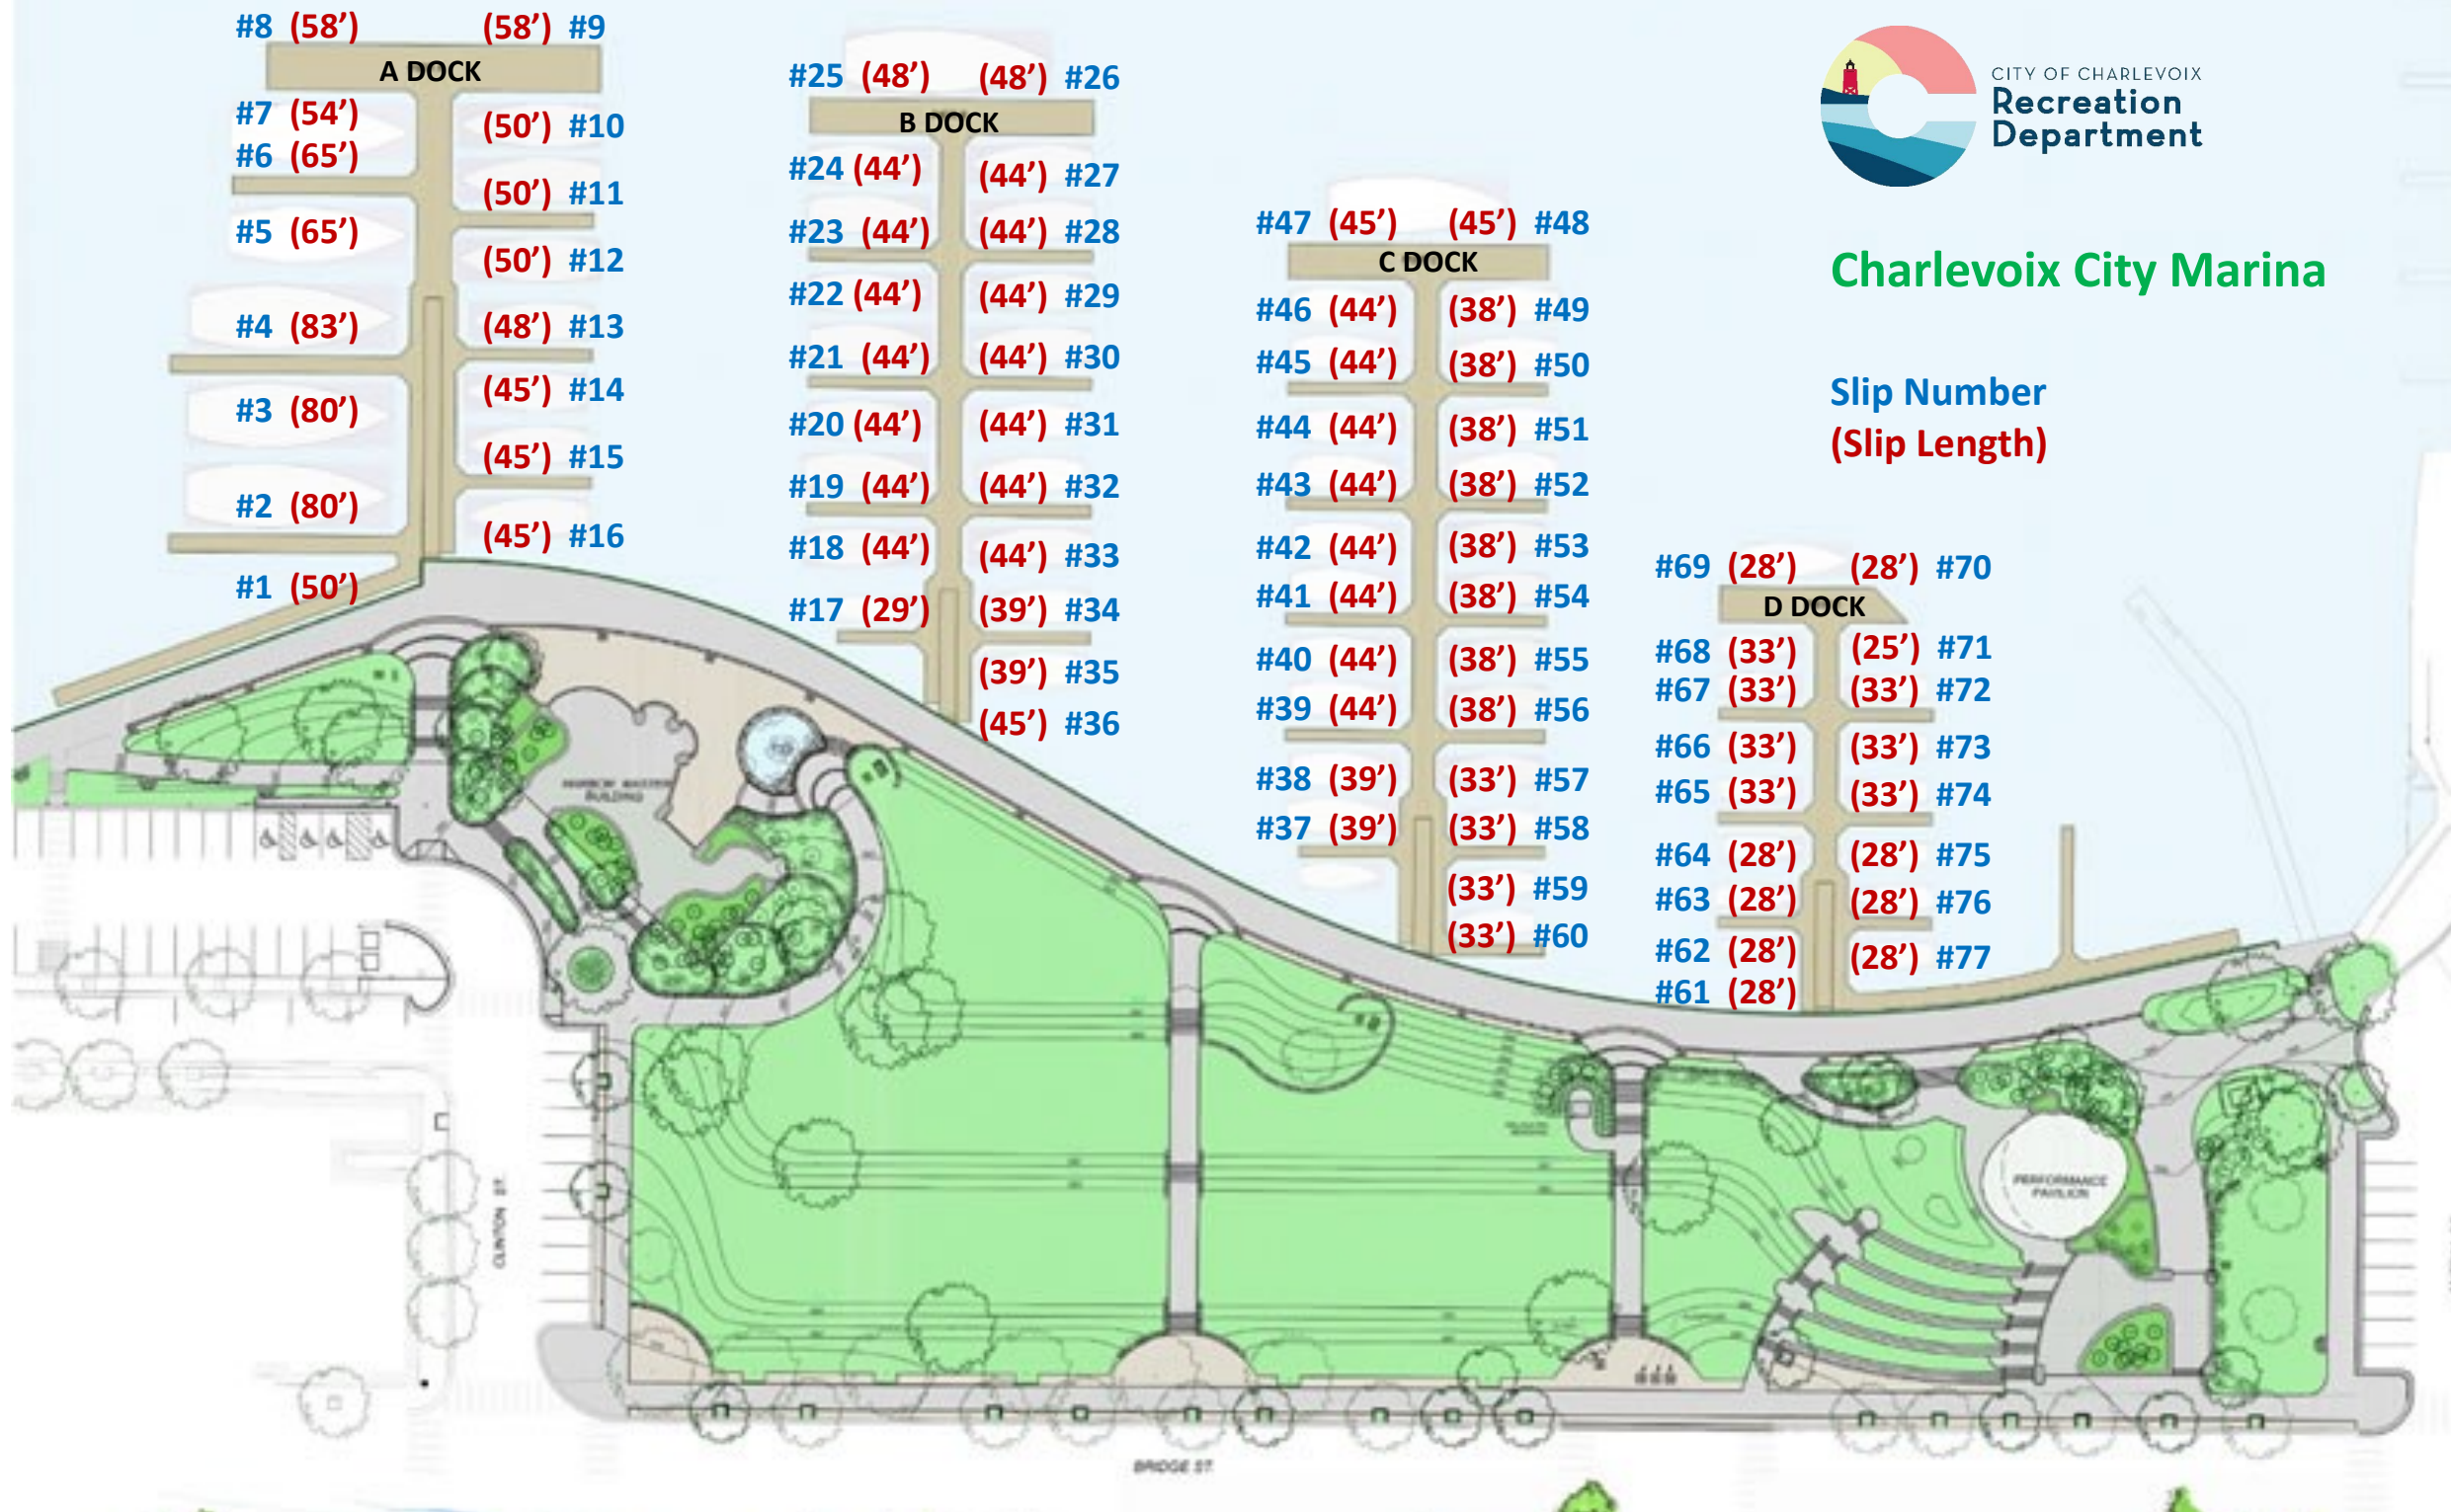 #8 (58’) (58’) #9
A DOCK
#7 (54’)
(50’) #10
#6 (65’)
(50’) #11
#5 (65’)
(50’) #12
#4 (83’) (48’) #13
(45’) #14
#3 (80’)
(45’) #15
#2 (80’)
(45’) #16
#1 (50’)
#25 (48’) (48’) #26
B DOCK
#24 (44’) (44’) #27
#23 (44’) (44’) #28
#22 (44’) (44’) #29
#21 (44’) (44’) #30
#20 (44’) (44’) #31
#19 (44’) (44’) #32
#18 (44’) (44’) #33
#17 (29’) (39’) #34
(39’) #35
(45’) #36
#47 (45’) (45’) #48
C DOCK
#46 (44’) (38’) #49
#45 (44’) (38’) #50
#44 (44’) (38’) #51
#43 (44’) (38’) #52
#42 (44’) (38’) #53
#41 (44’) (38’) #54
#40 (44’) (38’) #55
#39 (44’) (38’) #56
#38 (39’) (33’) #57
#37 (39’) (33’) #58
(33’) #59
(33’) #60
#69 (28’) (28’) #70
D DOCK
#68 (33’) (25’) #71
#67 (33’) (33’) #72
#66 (33’) (33’) #73
#65 (33’) (33’) #74
#64 (28’) (28’) #75
#63 (28’) (28’) #76
#62 (28’) (28’) #77
#61 (28’)
CITY OF CHARLEVOIX
Recreation
Department
Charlevoix City Marina
Slip Number
(Slip Length)
HARBOR MASTER
BUILDING
PERFORMANCE
PAVILION
CLINTON ST.
BRIDGE ST.